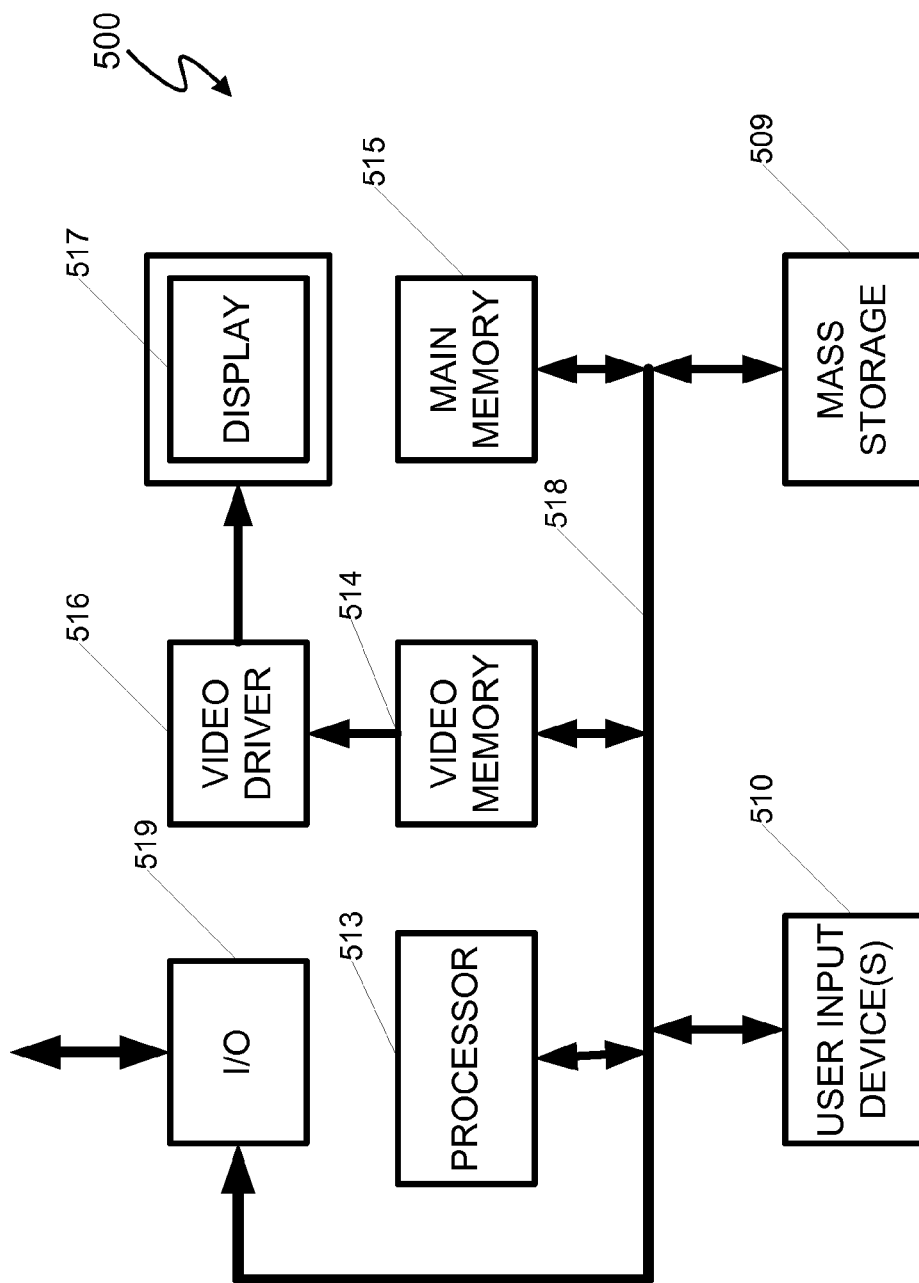 500
519
I/O
516
VIDEO
DRIVER
517
DISPLAY
513
PROCESSOR
514
VIDEO
MEMORY
515
MAIN
MEMORY
518
510
USER INPUT
DEVICE(S)
509
MASS
STORAGE